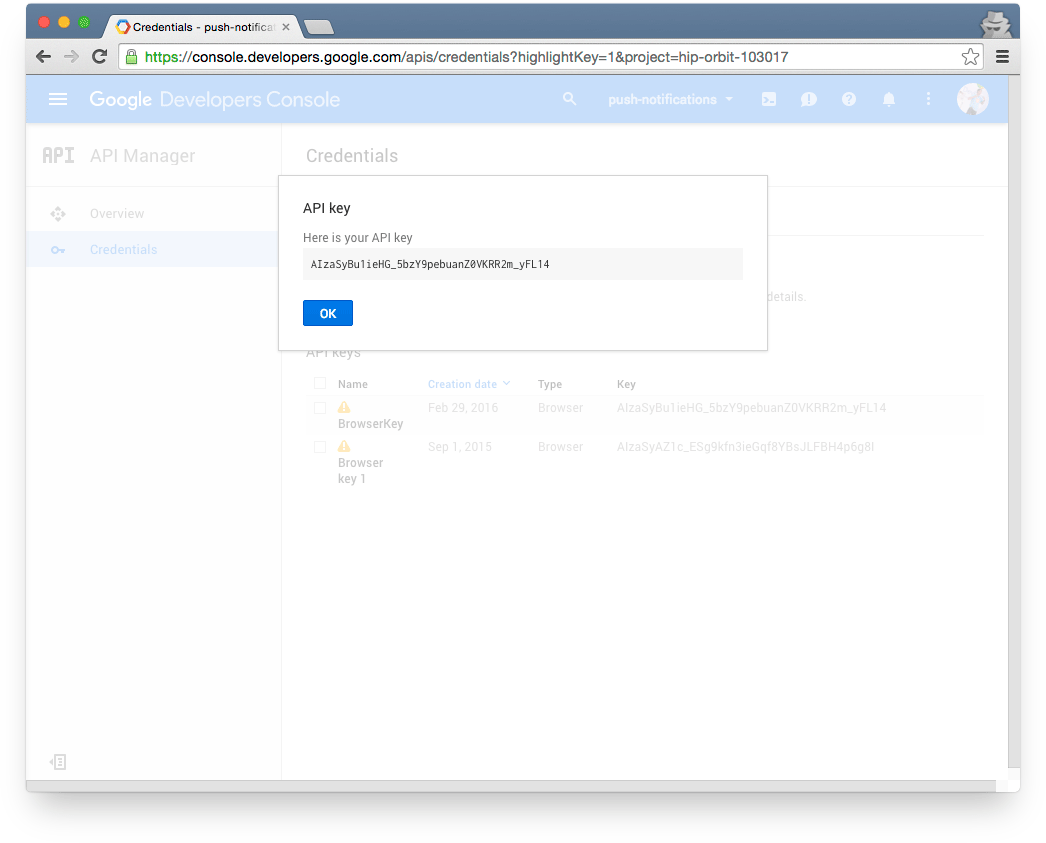 Credentials - push-notificat
https://console.developers.google.com/apis/credentials?highlightKey=1&project=hip-orbit-103017
Google Developers Console
push-notifications
API API Manager
Credentials
Overview
Credentials
API key
Here is your API key
AIzaSyBu1ieHG_5bzY9pebuanZ0VKRR2m_yFL14
details.
OK
API keys
Name Creation date Type Key
Feb 29, 2016 Browser AIzaSyBu1ieHG_5bzY9pebuanZ0VKRR2m_yFL14
BrowserKey
Sep 1, 2015 Browser AIzaSyAZ1c_ESg9kfn3ieGqf8YBsJLFBH4p6g8I
Browser
key 1